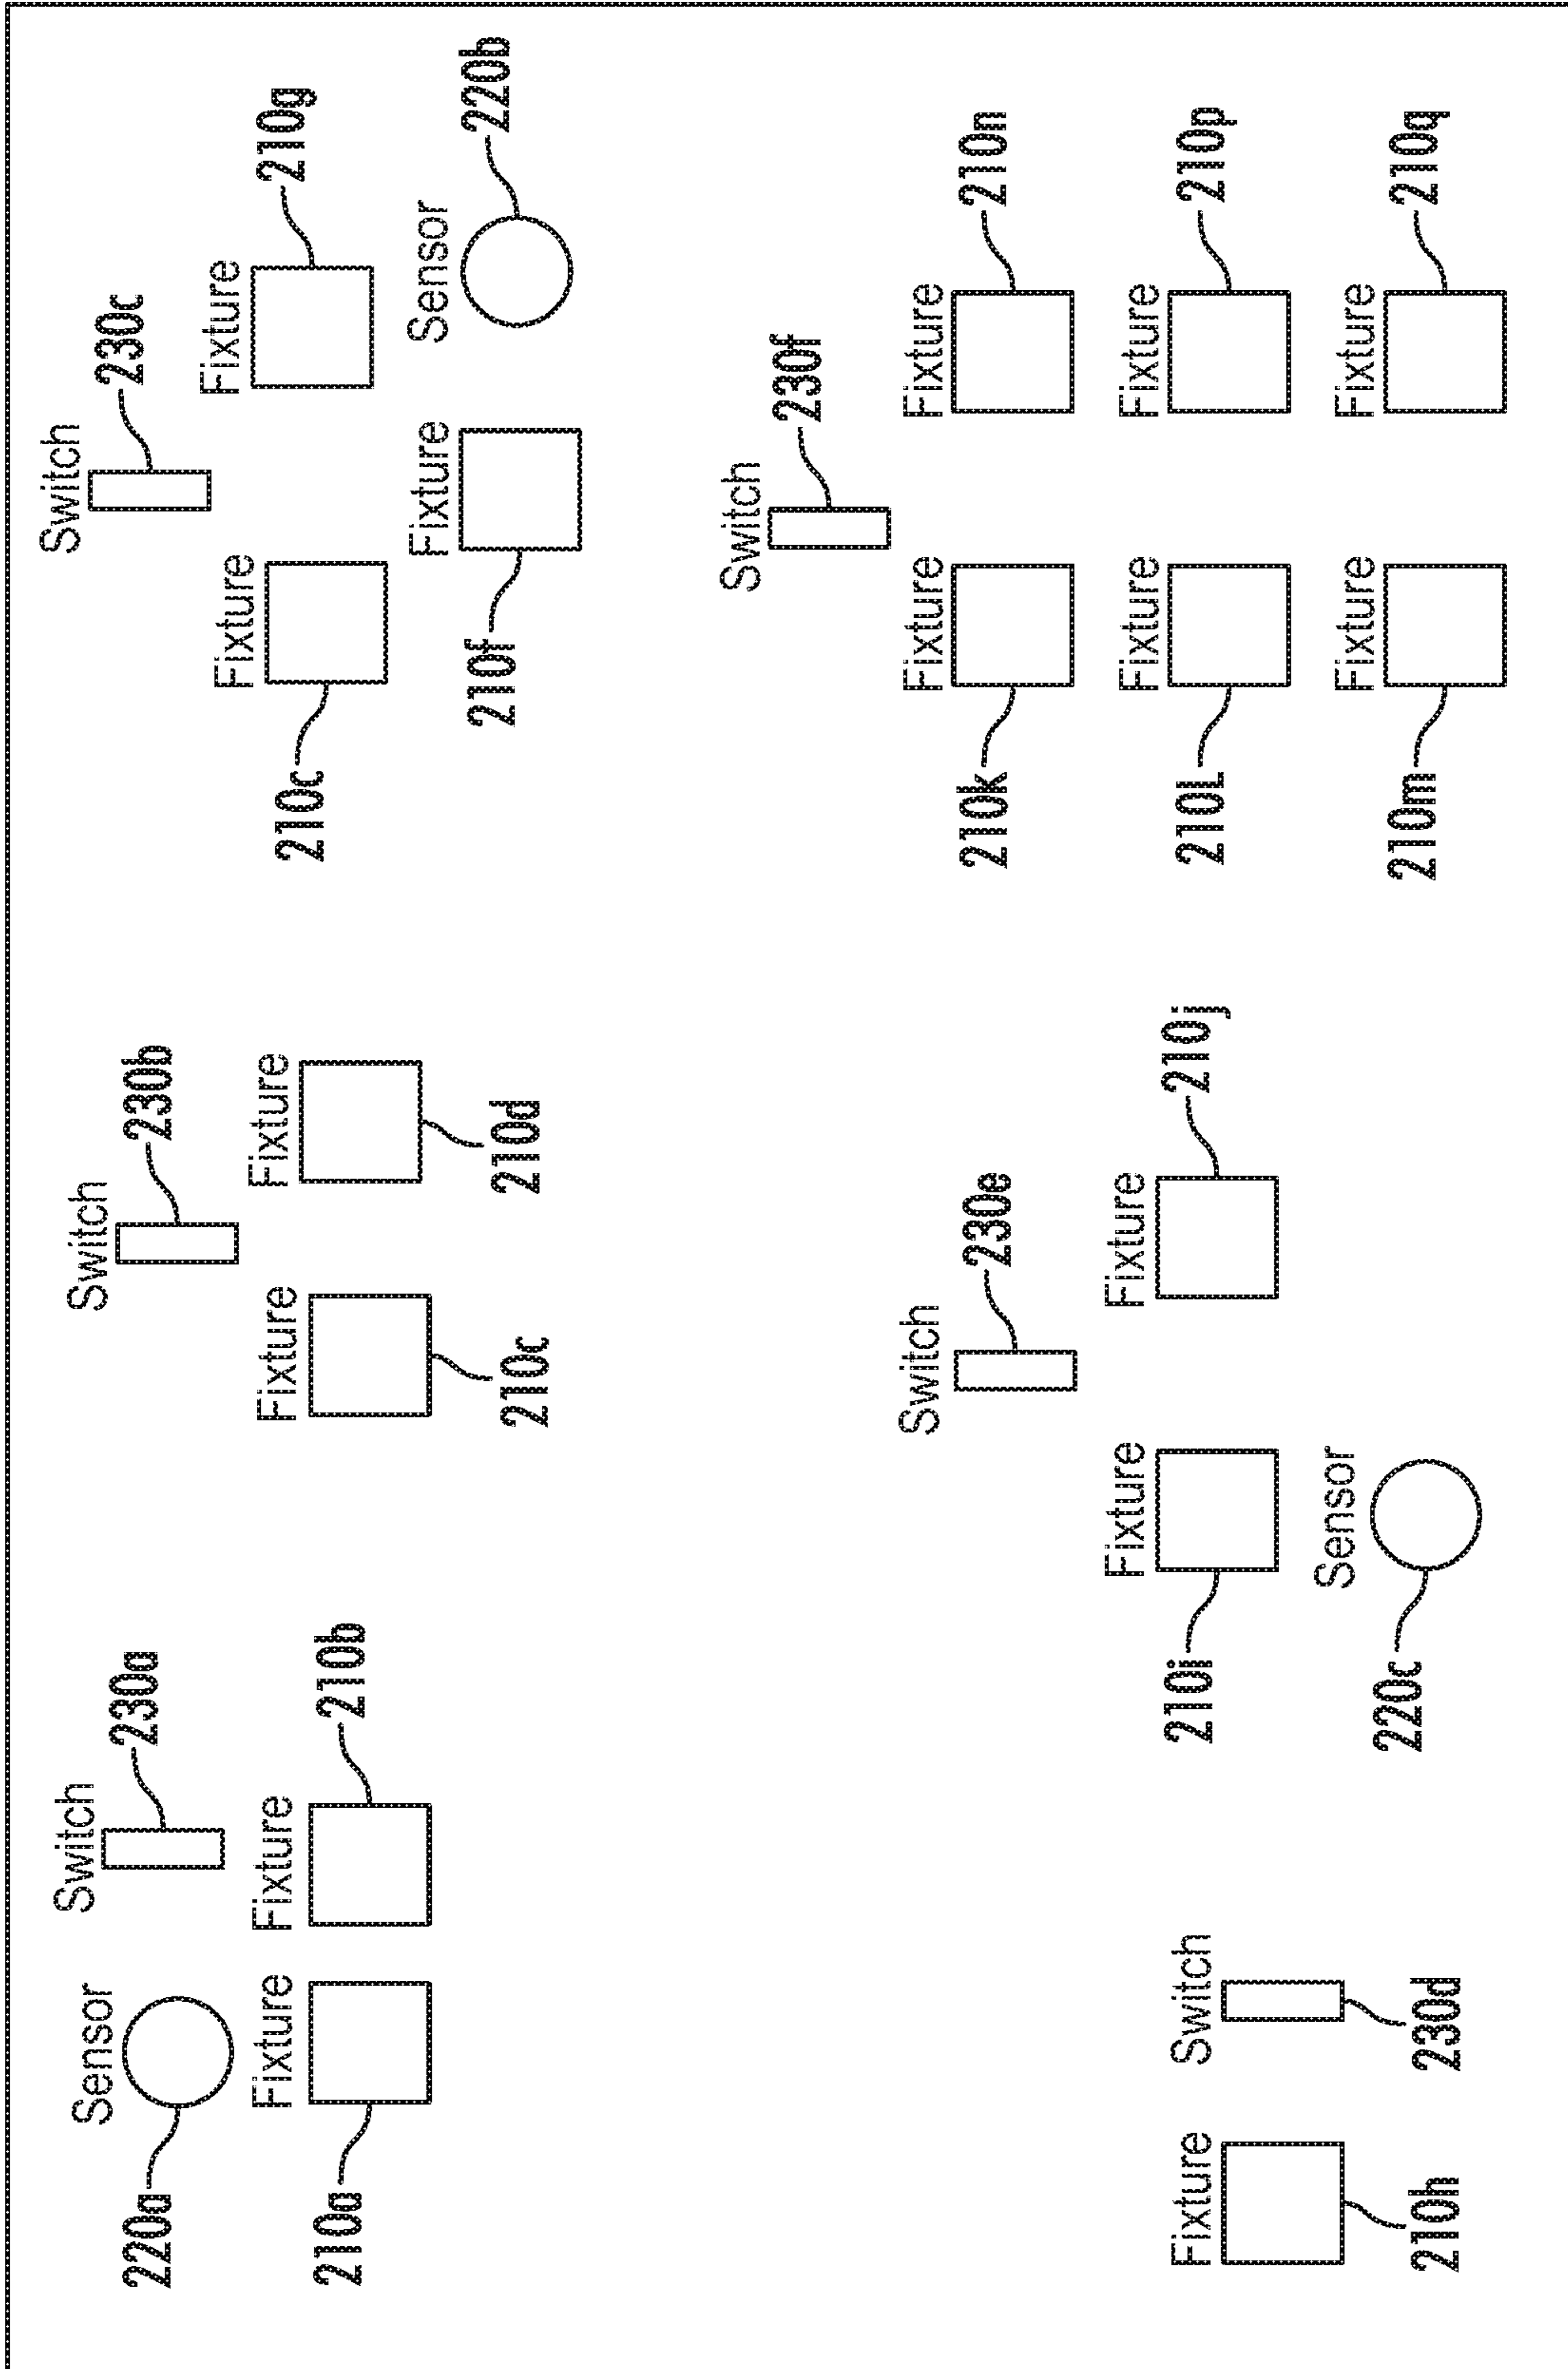 Sensor
220a
Switch
230a
Fixture
210a
Fixture
210b
Switch
230b
Fixture
210c
Fixture
210d
Switch
230c
Fixture
210c
Fixture
210g
Fixture
210f
Sensor
220b
Fixture
210h
Switch
230d
Switch
230e
Fixture
210i
Fixture
210j
Sensor
220c
Switch
230f
Fixture
210k
Fixture
210n
Fixture
210L
Fixture
210p
Fixture
210m
Fixture
210q